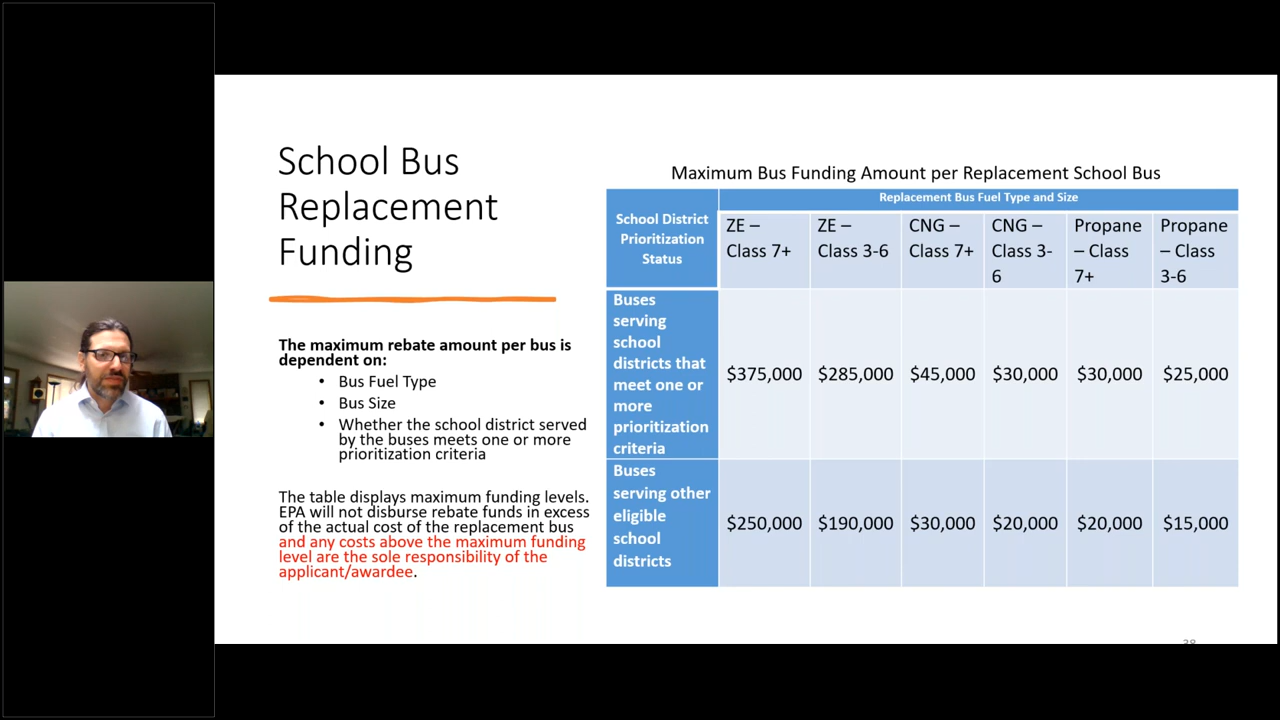 School Bus
Replacement
Funding
The maximum rebate amount per bus is
dependent on:
• Bus Fuel Type
• Bus Size
• Whether the school district served
by the buses meets one or more
prioritization criteria
The table displays maximum funding levels.
EPA will not disburse rebate funds in excess
of the actual cost of the replacement bus
and any costs above the maximum funding
level are the sole responsibility of the
applicant/awardee.
Maximum Bus Funding Amount per Replacement School Bus
School District
Prioritization
Status
Replacement Bus Fuel Type and Size
ZE –
Class 7+
ZE –
Class 3-6
CNG –
Class 7+
CNG –
Class 3-
6
Propane
– Class
7+
Propane
– Class
3-6
Buses
serving
school
districts that
meet one or
more
prioritization
criteria
$375,000
$285,000
$45,000
$30,000
$30,000
$25,000
Buses
serving other
eligible
school
districts
$250,000
$190,000
$30,000
$20,000
$20,000
$15,000
38